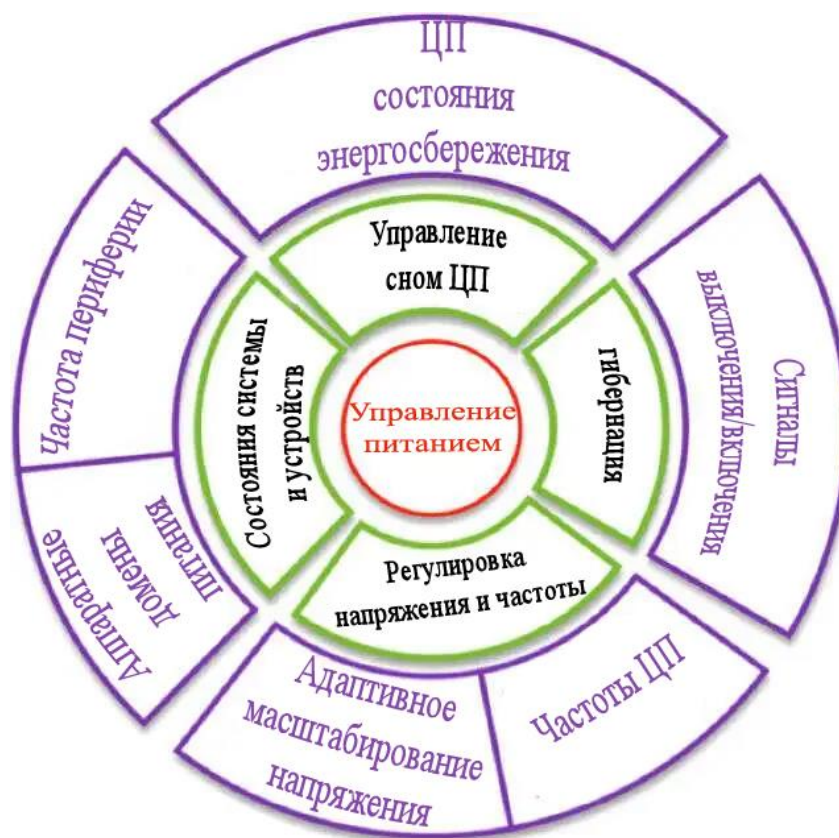 ЦП
состояния
энергосбережения
Управление
сном ЦП
Частота периферии
Состояния системы
и устройств
Управление
питанием
гибернация
Сигналы
выключения/включения
Аппаратные
домены
питания
Регулировка
напряжения и частоты
Адаптивное
масштабирование
напряжения
Частоты ЦП